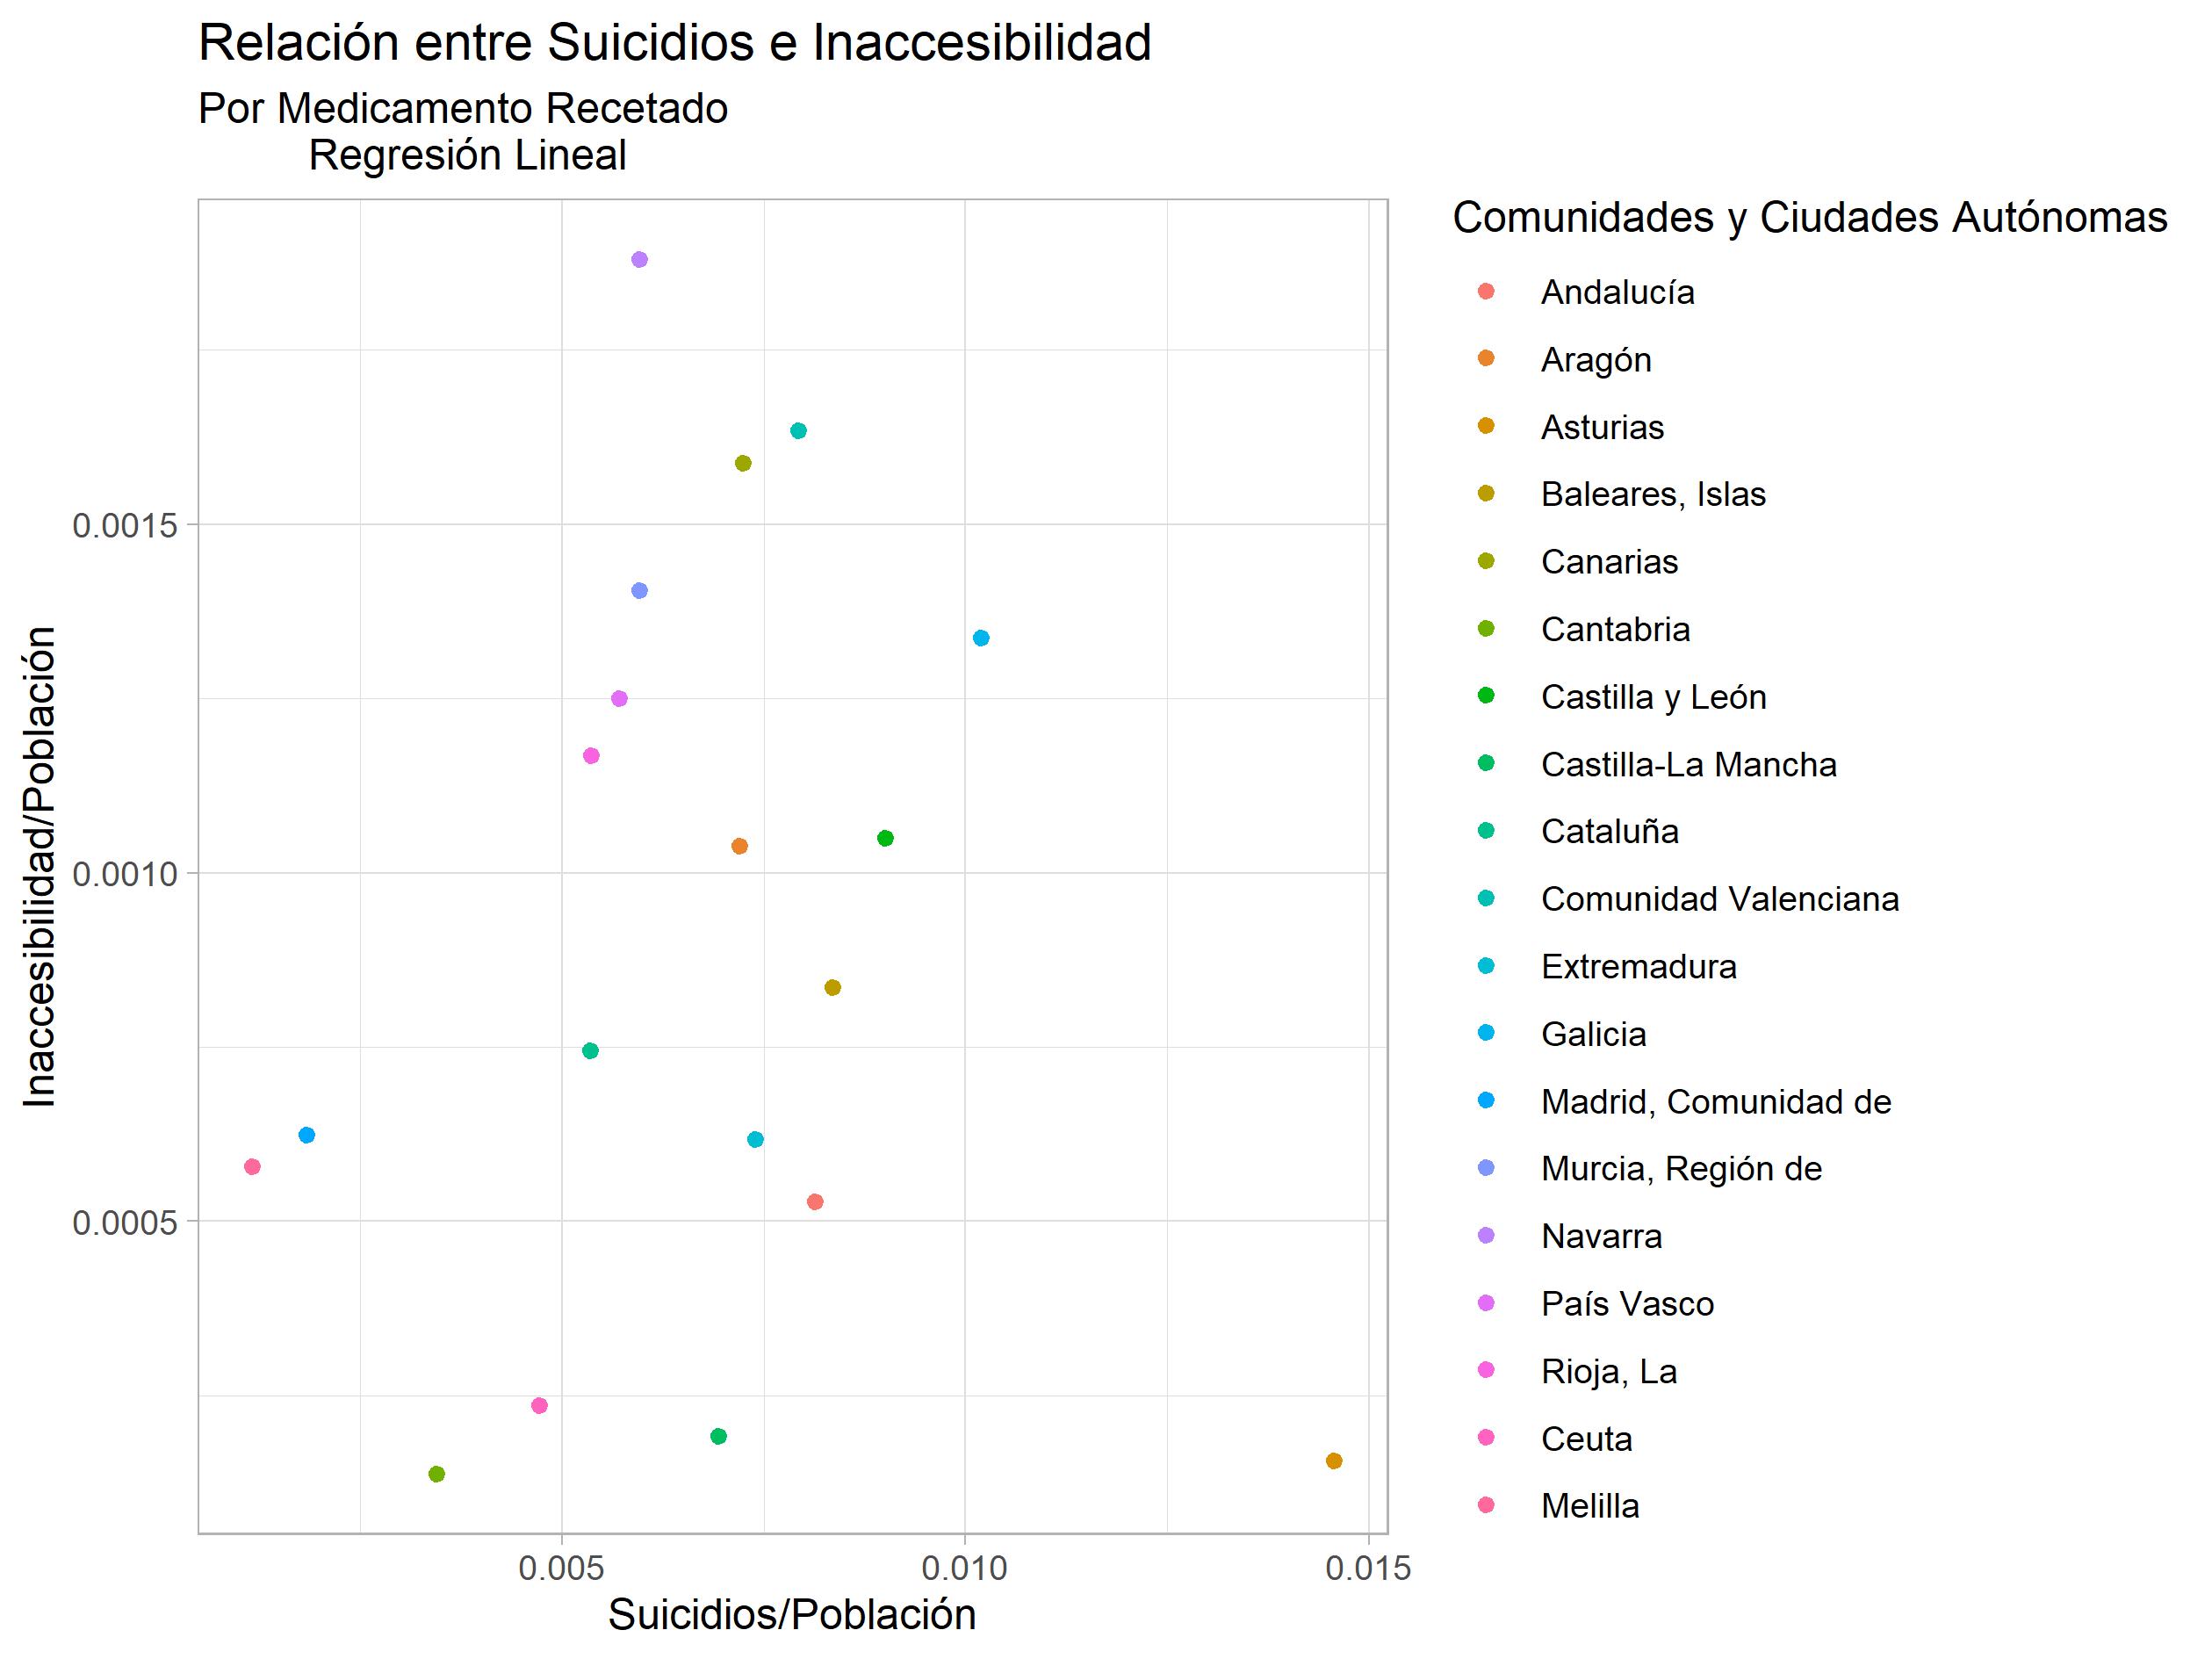 Relación entre Suicidios e Inaccesibilidad
Por Medicamento Recetado
Regresión Lineal
Comunidades y Ciudades Autónomas
Andalucía
Aragón
Asturias
Baleares, Islas
Canarias
Cantabria
Castilla y León
Castilla-La Mancha
Cataluña
Comunidad Valenciana
Extremadura
Galicia
Madrid, Comunidad de
Murcia, Región de
Navarra
País Vasco
Rioja, La
Ceuta
Melilla
Inaccesibilidad/Población
0.0015
0.0010
0.0005
0.005
0.010
0.015
Suicidios/Población